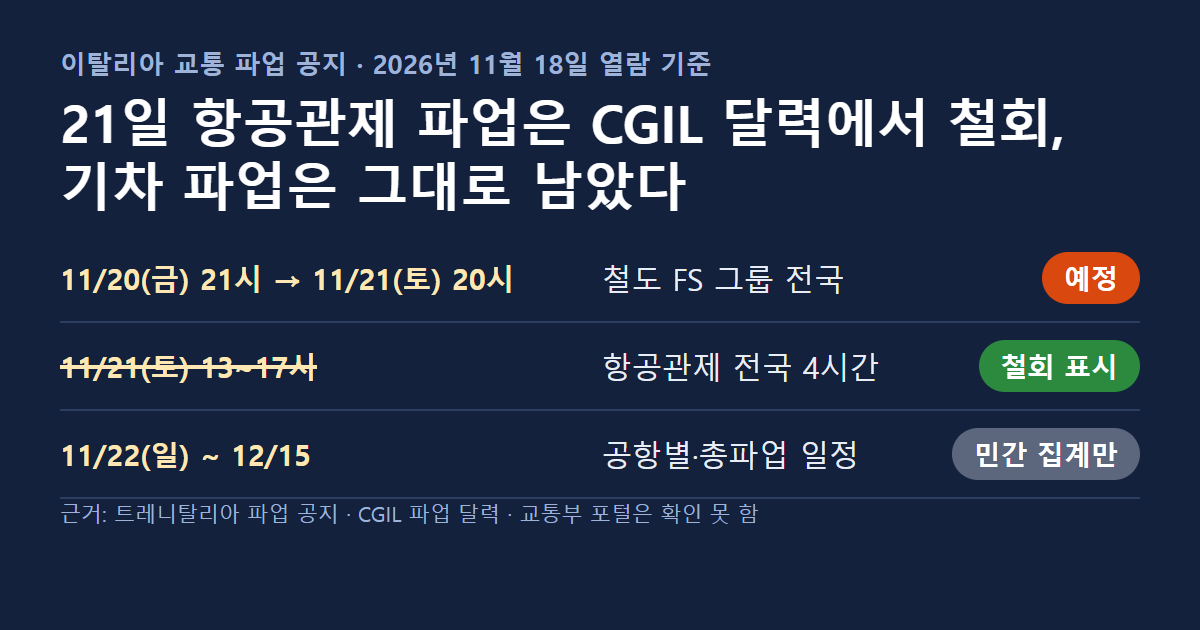 이탈리아 교통 파업 공지 · 2026년 11월 18일 열람 기준
21일 항공관제 파업은 CGIL 달력에서 철회,
기차 파업은 그대로 남았다
11/20(금) 21시 → 11/21(토) 20시 철도 FS 그룹 전국 예정
11/21(토) 13~17시 항공관제 전국 4시간 철회 표시
11/22(일) ~ 12/15 공항별·총파업 일정 민간 집계만
근거: 트레니탈리아 파업 공지 · CGIL 파업 달력 · 교통부 포털은 확인 못 함